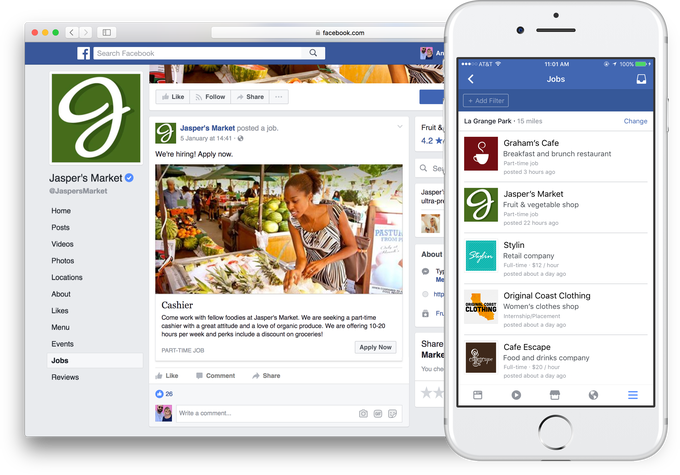 facebook.com
Search Facebook
An
Jasper's Market
@JaspersMarket
Home
Posts
Videos
Photos
Locations
About
Likes
Menu
Events
Jobs
Reviews
Like
Follow
Share
Jasper's Market posted a job.
5 January at 14:41
We're hiring! Apply now.
Cashier
Come work with fellow foodies at Jasper's Market. We are seeking a part-time
cashier with a great attitude and a love of organic produce. We are offering 10-20
hours per week and perks include a discount on groceries!
PART-TIME JOB
Apply Now
Like
Comment
Share
26
Write a comment...
Fruit &
4.2
Sear
Jasper's
ultra-pre
About
Typ
Me
http
Fru
Share
Market
You che
AT&T
11:01 AM
100%
Jobs
+ Add Filter
La Grange Park • 15 miles
Change
Graham's Cafe
Breakfast and brunch restaurant
Part-time job
posted 3 hours ago
Jasper's Market
Fruit & vegetable shop
Part-time job
posted 22 hours ago
Stylin
Stylin
Retail company
Full-time · $12 / hour
posted about a day ago
ORIGINAL COAST
CLOTHING
Original Coast Clothing
Women's clothes shop
Internship/Placement
posted about a day ago
Cafe Escape
Food and drinks company
Full-time · $20 / hour
posted about a day ago